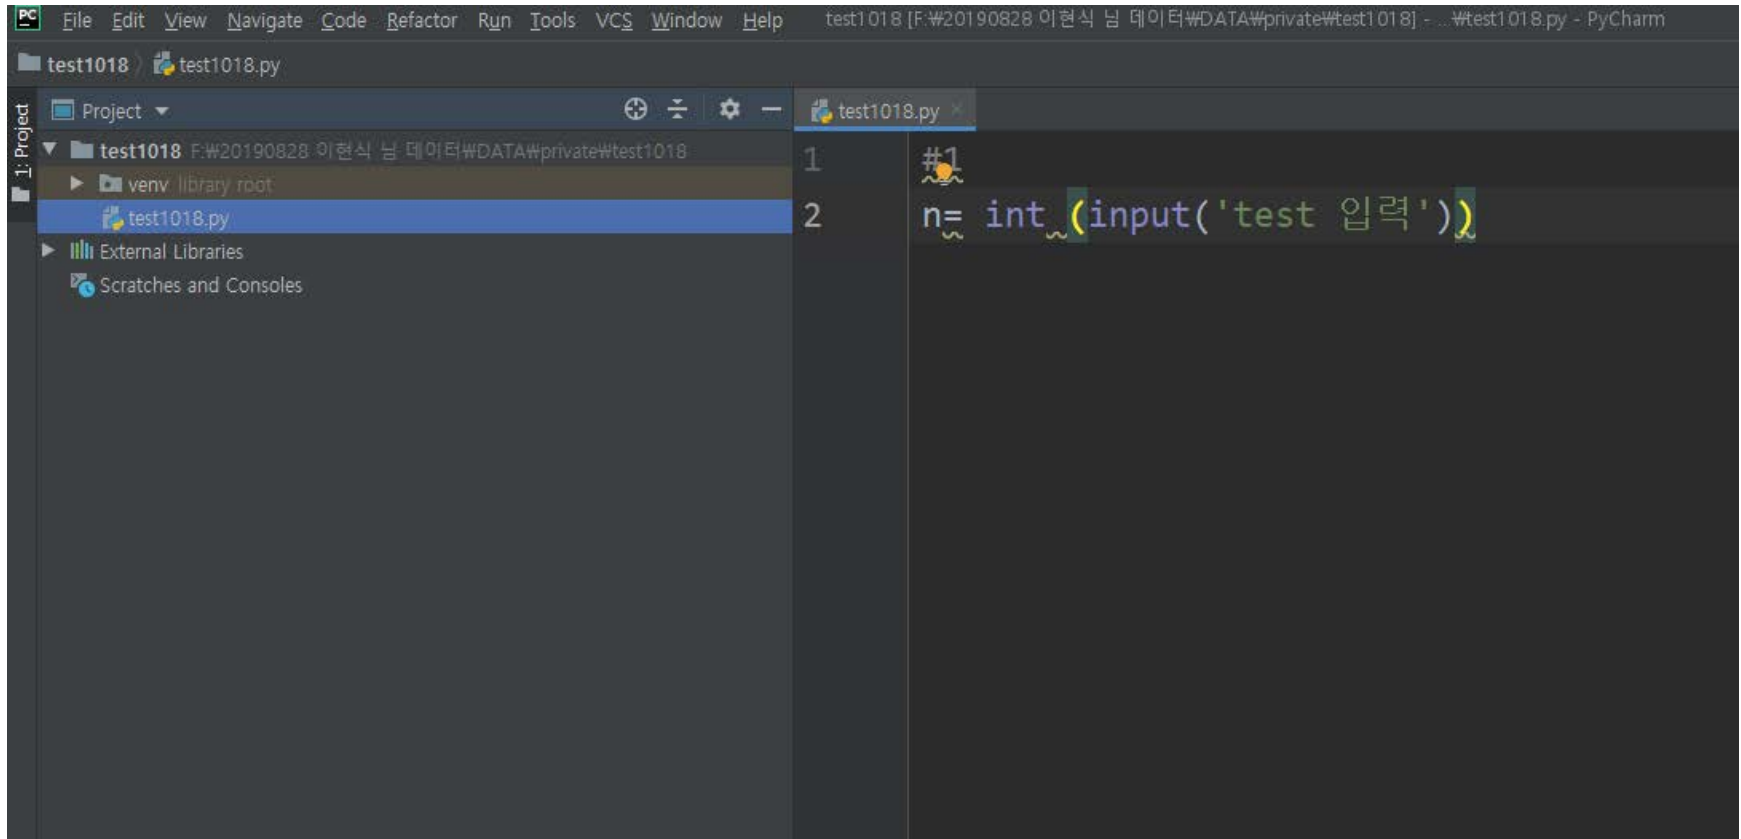 PC File Edit View Navigate Code Refactor Run Tools VCS Window Help test1018 [F:₩20190828 이현식 님 데이터₩DATA₩private₩test1018] - ...₩test1018.py - PyCharm
test1018 test1018.py
1: Project
Project
test1018.py
test1018 F:₩20190828 이현식 님 데이터₩DATA₩private₩test1018
venv library root
test1018.py
External Libraries
Scratches and Consoles
1 #1
2 n= int (input('test 입력'))